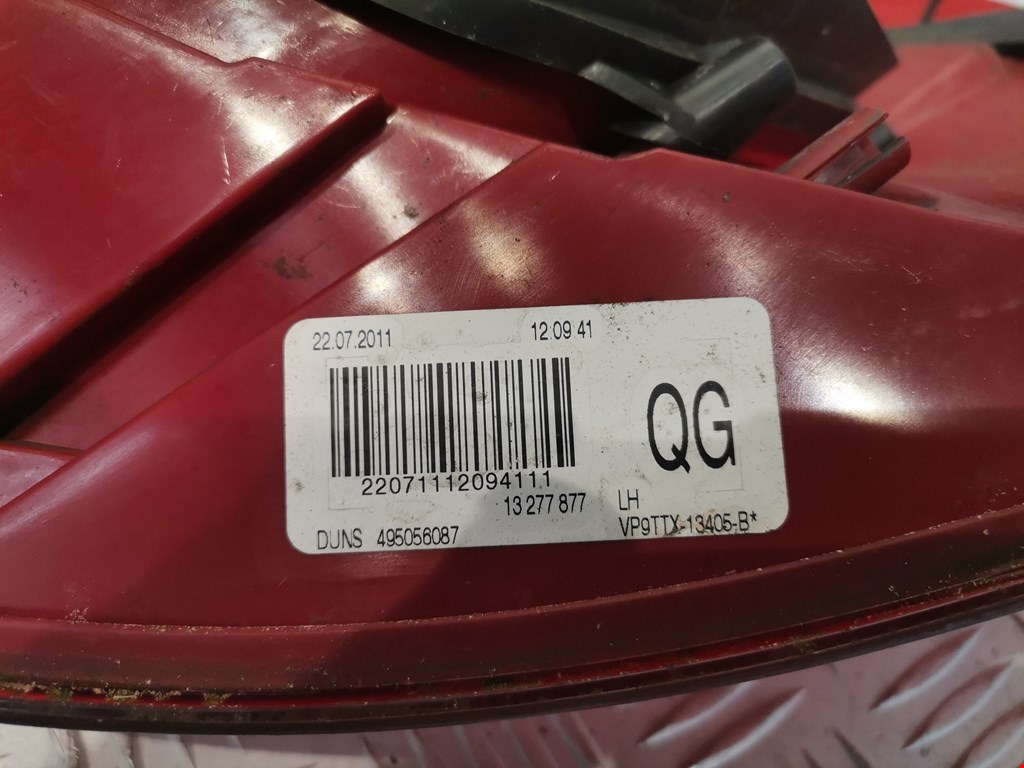 22.07.2011 12:09:41
QG
22071112094111
13 277 877
LH
DUNS 495056087
VP9TTX-13405-B*